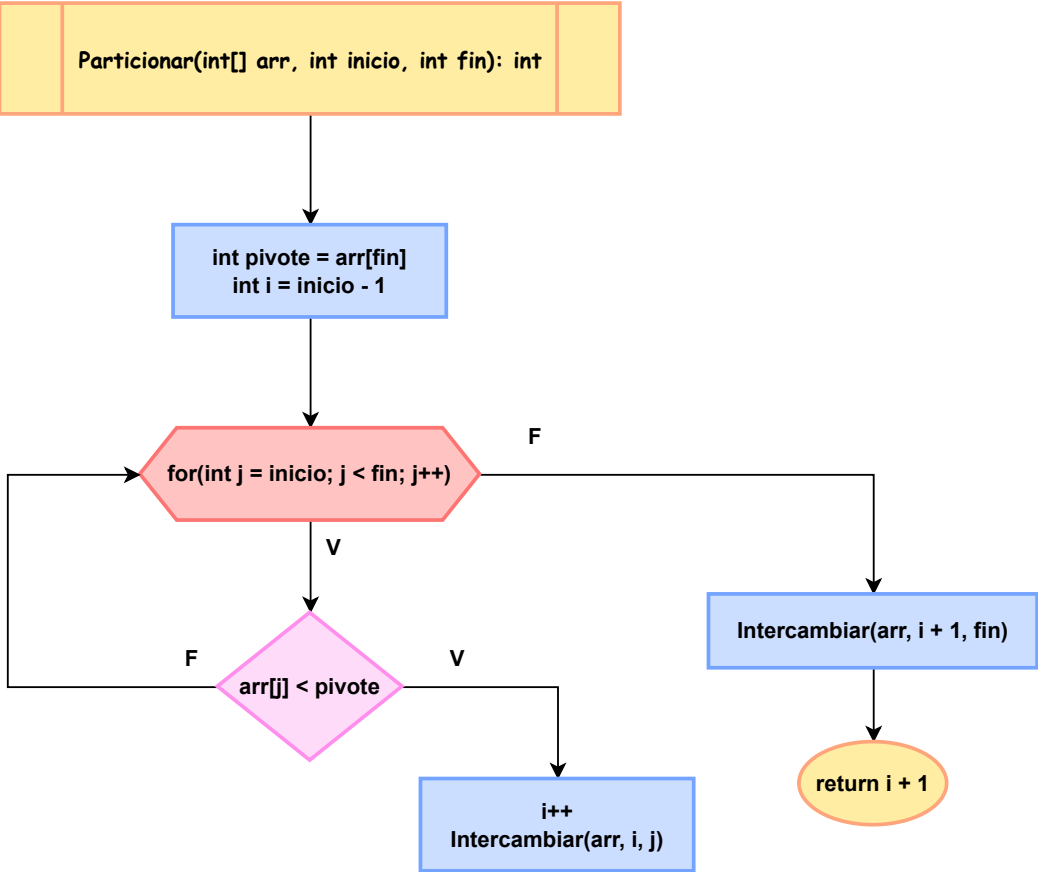 Particionar(int[] arr, int inicio, int fin): int
int pivote = arr[fin]
int i = inicio - 1
F
for(int j = inicio; j < fin; j++)
V
Intercambiar(arr, i + 1, fin)
F
V
arr[j] < pivote
return i + 1
i++
Intercambiar(arr, i, j)